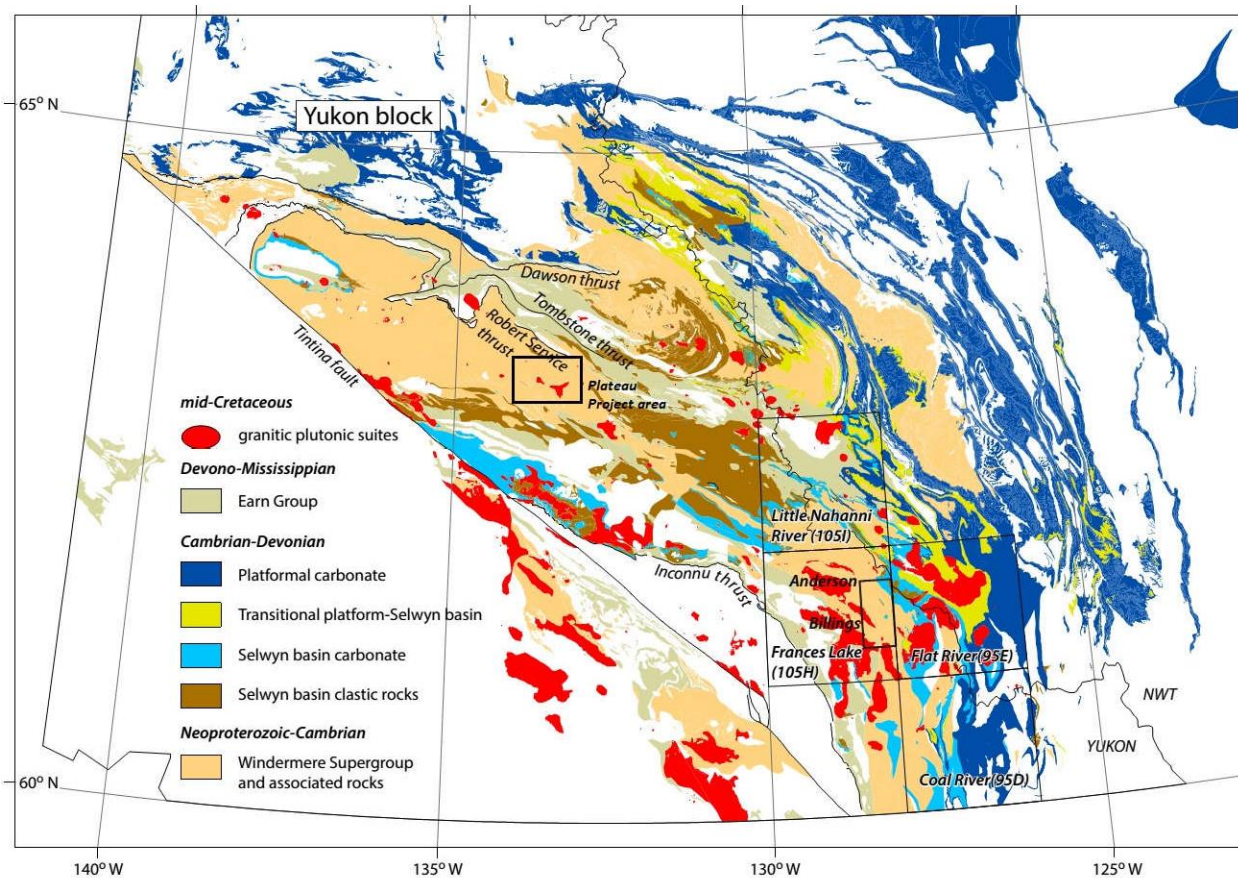 65° N
Yukon block
Dawson thrust
Tombstone thrust
Robert Service
thrust
Tintina fault
Plateau
Project area
mid-Cretaceous
granitic plutonic suites
Devono-Mississippian
Earn Group
Cambrian-Devonian
Platformal carbonate
Transitional platform-Selwyn basin
Selwyn basin carbonate
Selwyn basin clastic rocks
Neoproterozoic-Cambrian
Windermere Supergroup
and associated rocks
Little Nahanni
River (105I)
Inconnu thrust
Anderson
Billings
Frances Lake
(105H)
Flat River(95E)
NWT
YUKON
Coal River(95D)
60° N
140° W
135° W
130° W
125° W